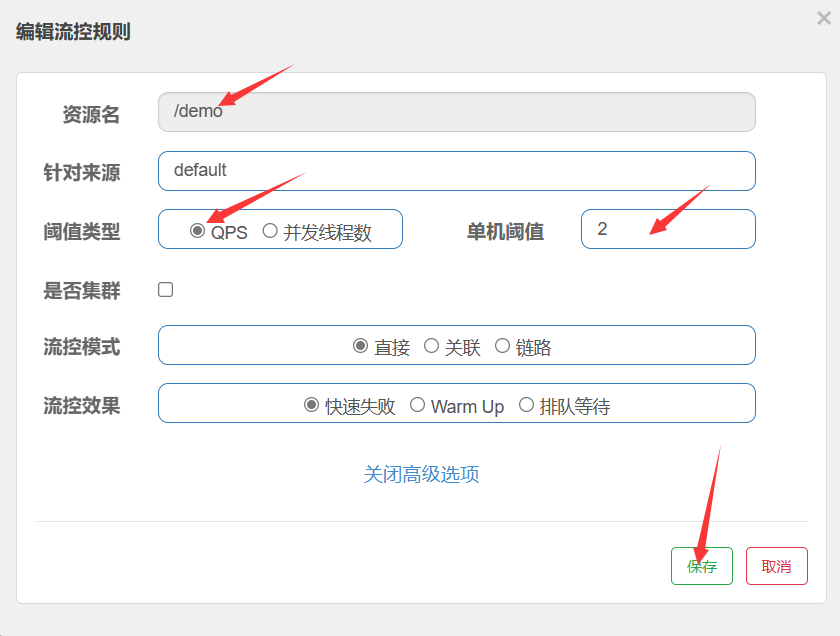 编辑流控规则
×
资源名 /demo
针对来源 default
阈值类型 QPS 并发线程数 单机阈值 2
是否集群
流控模式 直接 关联 链路
流控效果 快速失败 Warm Up 排队等待
关闭高级选项
保存 取消